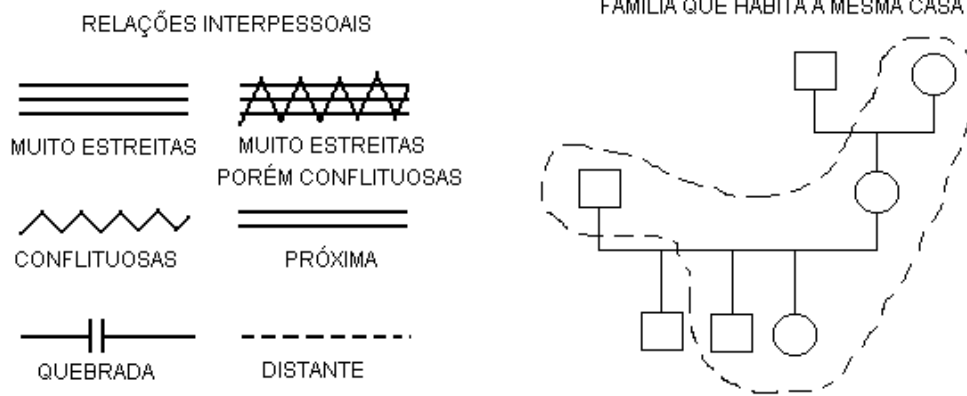 RELAÇÕES INTERPESSOAIS
MUITO ESTREITAS
MUITO ESTREITAS
PORÉM CONFLITUOSAS
CONFLITUOSAS
PRÓXIMA
QUEBRADA
DISTANTE
FAMÍLIA QUE HABITA A MESMA CASA